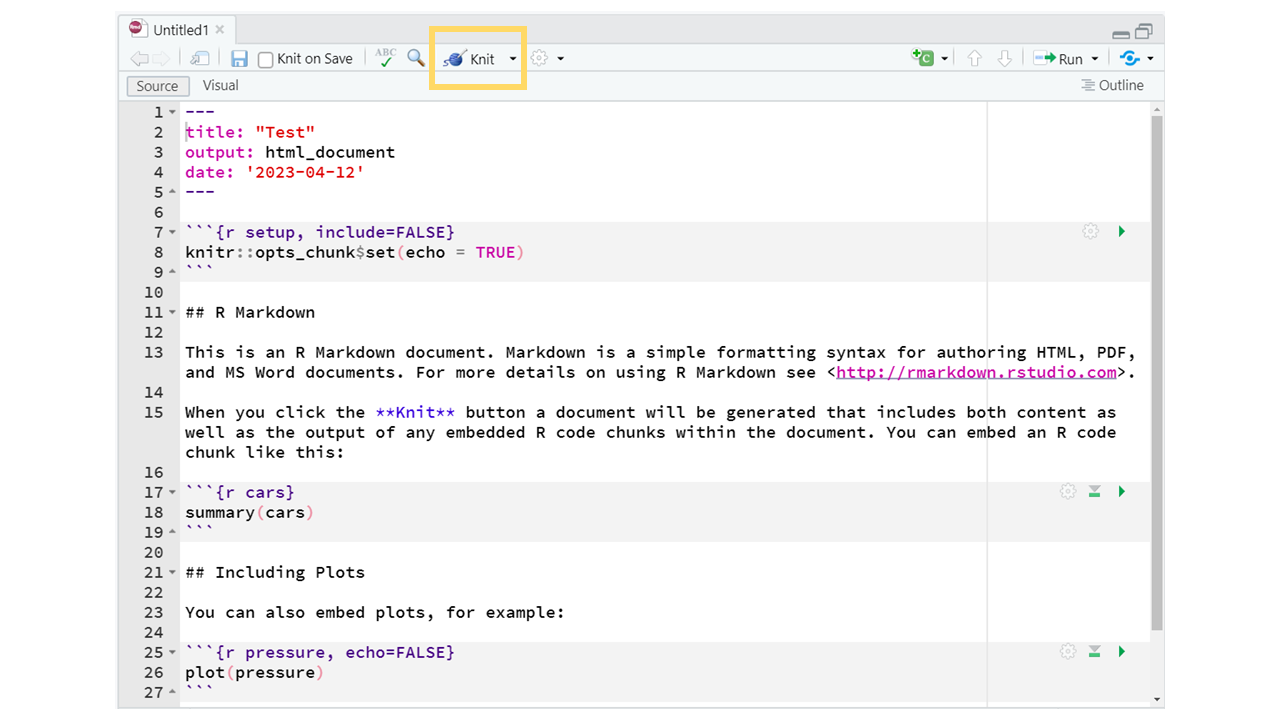 Untitled1
Knit on Save ABC Knit Run
Source Visual Outline
1 ---
2 title: "Test"
3 output: html_document
4 date: '2023-04-12'
5 ---
6
7 ```{r setup, include=FALSE}
8 knitr::opts_chunk$set(echo = TRUE)
9 ```
10
11 ## R Markdown
12
13 This is an R Markdown document. Markdown is a simple formatting syntax for authoring HTML, PDF,
and MS Word documents. For more details on using R Markdown see <http://rmarkdown.rstudio.com>.
14
15 When you click the **Knit** button a document will be generated that includes both content as
well as the output of any embedded R code chunks within the document. You can embed an R code
chunk like this:
16
17 ```{r cars}
18 summary(cars)
19 ```
20
21 ## Including Plots
22
23 You can also embed plots, for example:
24
25 ```{r pressure, echo=FALSE}
26 plot(pressure)
27 ```